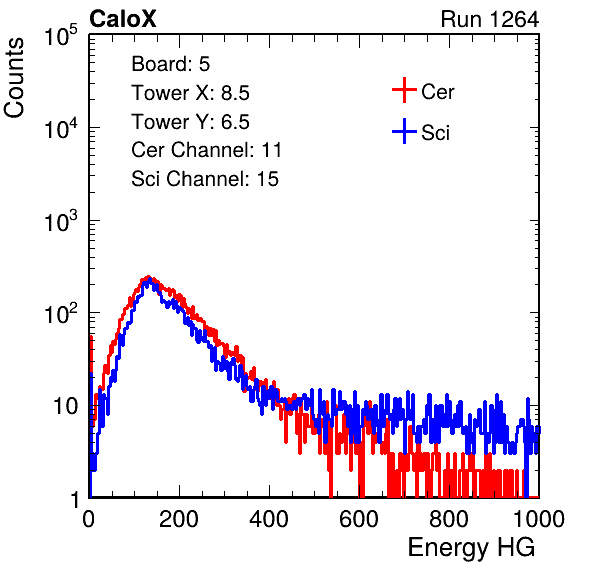 CaloX Run 1264
Counts
10^5
10^4
10^3
10^2
10
1
Board: 5
Tower X: 8.5
Tower Y: 6.5
Cer Channel: 11
Sci Channel: 15
Cer
Sci
0 200 400 600 800 1000
Energy HG